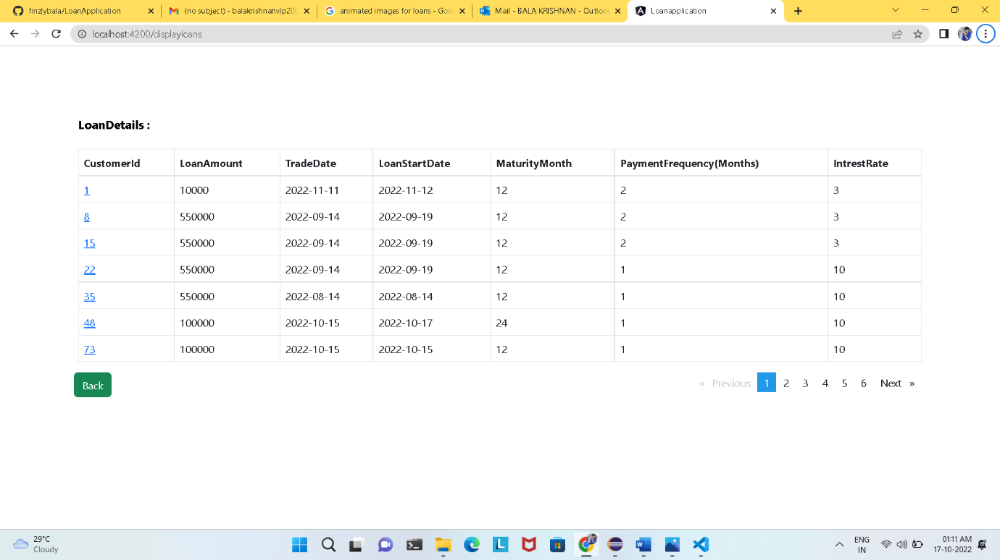 finzlybala/LoanApplication (no subject) - balakrishnanvlp200 animated images for loans - Goo Mail - BALA KRISHNAN - Outlook Loanapplication
localhost:4200/displayloans
LoanDetails :
CustomerId LoanAmount TradeDate LoanStartDate MaturityMonth PaymentFrequency(Months) IntrestRate
1 10000 2022-11-11 2022-11-12 12 2 3
8 550000 2022-09-14 2022-09-19 12 2 3
15 550000 2022-09-14 2022-09-19 12 2 3
22 550000 2022-09-14 2022-09-19 12 1 10
35 550000 2022-08-14 2022-08-14 12 1 10
48 100000 2022-10-15 2022-10-17 24 1 10
73 100000 2022-10-15 2022-10-15 12 1 10
Back « Previous 1 2 3 4 5 6 Next »
29°C ENG 01:11 AM
Cloudy IN 17-10-2022